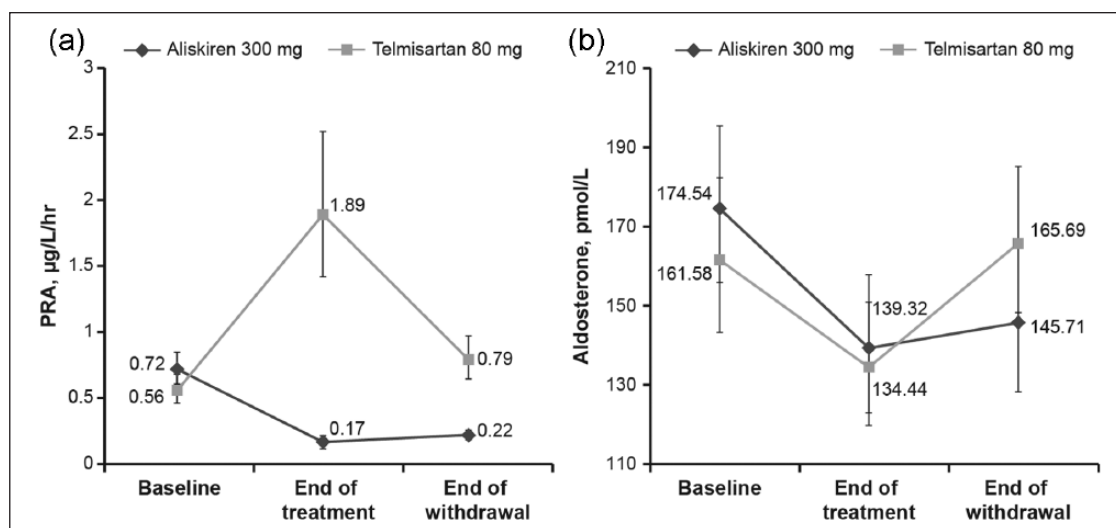 (a)
Aliskiren 300 mg
Telmisartan 80 mg
3
2.5
2
1.5
1
0.5
0
PRA, µg/L/hr
0.72
0.56
1.89
0.17
0.79
0.22
Baseline
End of
treatment
End of
withdrawal
(b)
Aliskiren 300 mg
Telmisartan 80 mg
210
190
170
150
130
110
Aldosterone, pmol/L
174.54
161.58
139.32
134.44
165.69
145.71
Baseline
End of
treatment
End of
withdrawal